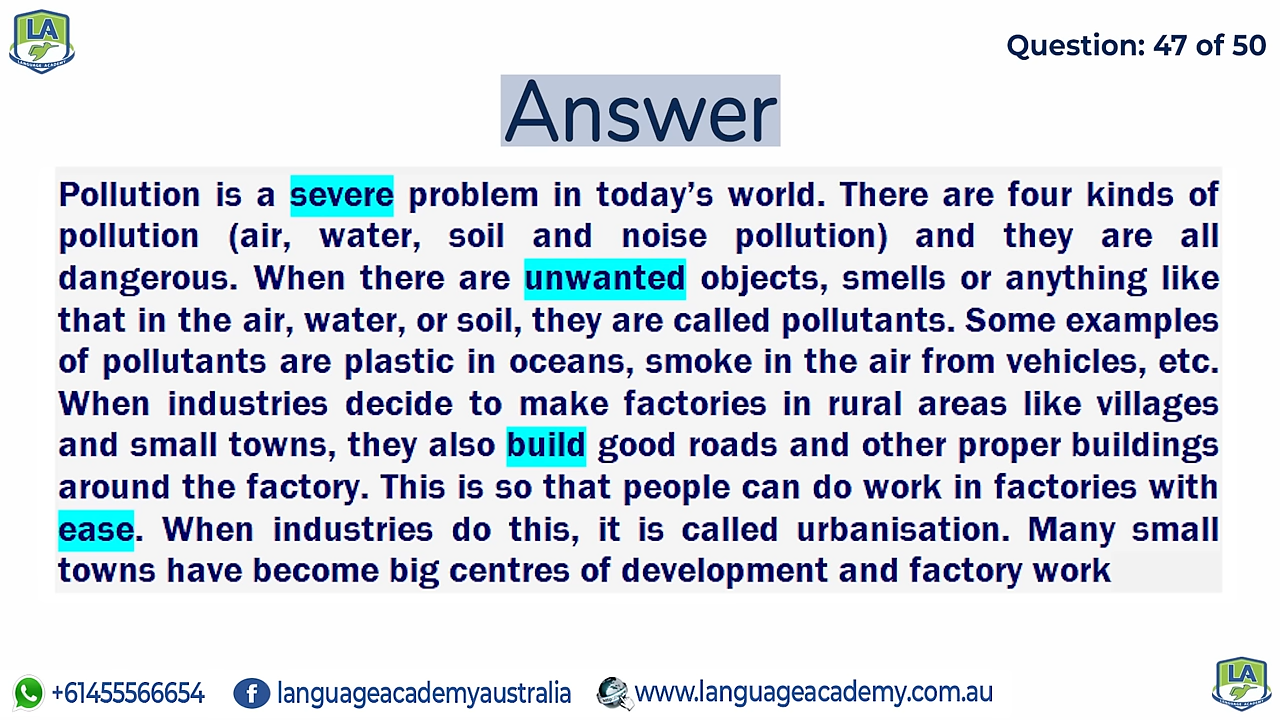 LA
LANGUAGE ACADEMY
Question: 47 of 50
Answer
Pollution is a severe problem in today's world. There are four kinds of
pollution (air, water, soil and noise pollution) and they are all
dangerous. When there are unwanted objects, smells or anything like
that in the air, water, or soil, they are called pollutants. Some examples
of pollutants are plastic in oceans, smoke in the air from vehicles, etc.
When industries decide to make factories in rural areas like villages
and small towns, they also build good roads and other proper buildings
around the factory. This is so that people can do work in factories with
ease. When industries do this, it is called urbanisation. Many small
towns have become big centres of development and factory work
+61455566654
languageacademyaustralia
www.languageacademy.com.au
LA
LANGUAGE ACADEMY